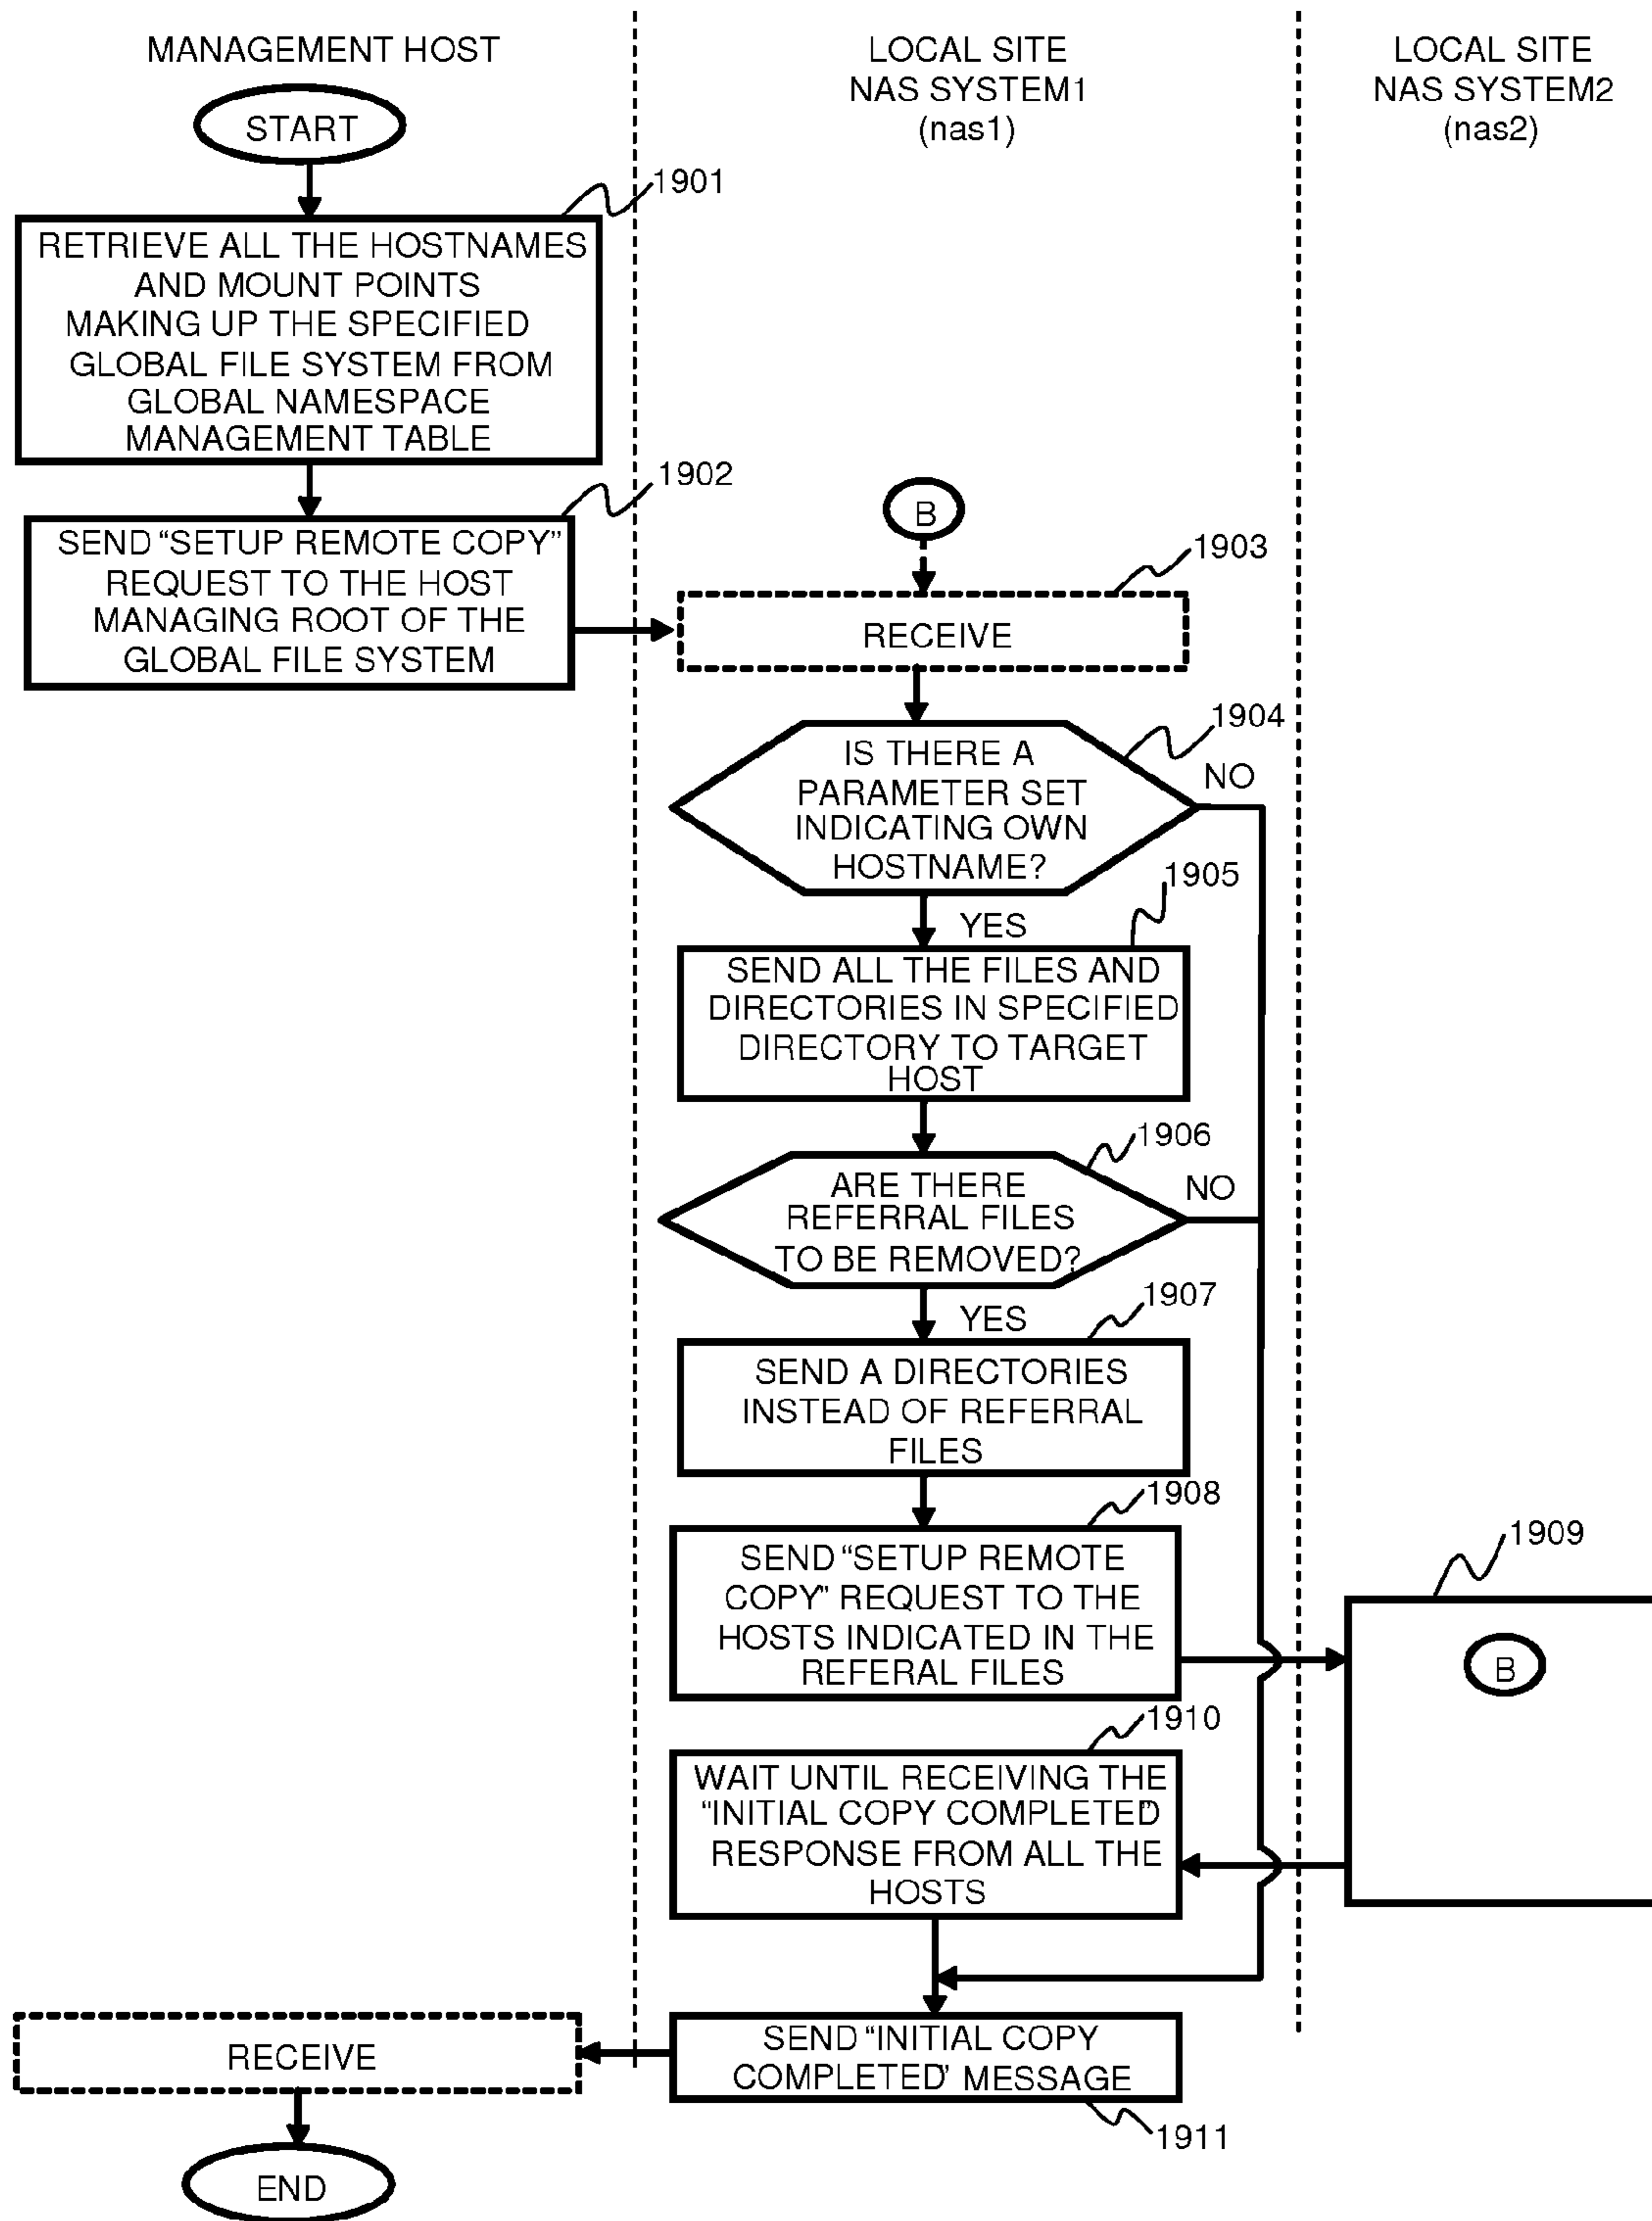 MANAGEMENT HOST
LOCAL SITE
NAS SYSTEM1
(nas1)
LOCAL SITE
NAS SYSTEM2
(nas2)
START
1901
RETRIEVE ALL THE HOSTNAMES
AND MOUNT POINTS
MAKING UP THE SPECIFIED
GLOBAL FILE SYSTEM FROM
GLOBAL NAMESPACE
MANAGEMENT TABLE
1902
SEND “SETUP REMOTE COPY”
REQUEST TO THE HOST
MANAGING ROOT OF THE
GLOBAL FILE SYSTEM
B
1903
RECEIVE
1904
IS THERE A
PARAMETER SET
INDICATING OWN
HOSTNAME?
NO
YES
1905
SEND ALL THE FILES AND
DIRECTORIES IN SPECIFIED
DIRECTORY TO TARGET
HOST
1906
ARE THERE
REFERRAL FILES
TO BE REMOVED?
NO
YES
1907
SEND A DIRECTORIES
INSTEAD OF REFERRAL
FILES
1908
SEND “SETUP REMOTE
COPY” REQUEST TO THE
HOSTS INDICATED IN THE
REFERAL FILES
1909
B
1910
WAIT UNTIL RECEIVING THE
“INITIAL COPY COMPLETED”
RESPONSE FROM ALL THE
HOSTS
SEND “INITIAL COPY
COMPLETED’ MESSAGE
1911
RECEIVE
END